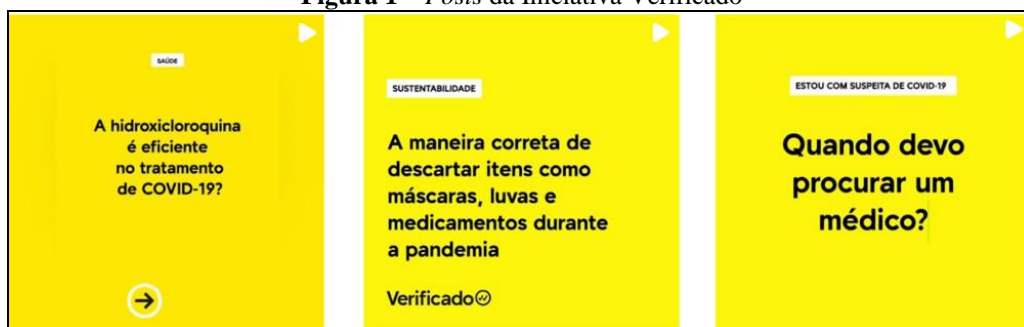 Figura 1 – Posts da Iniciativa Verificado
SAÚDE
A hidroxicloroquina
é eficiente
no tratamento
de COVID-19?
SUSTENTABILIDADE
A maneira correta de
descartar itens como
máscaras, luvas e
medicamentos durante
a pandemia
Verificado
ESTOU COM SUSPEITA DE COVID-19
Quando devo
procurar um
médico?